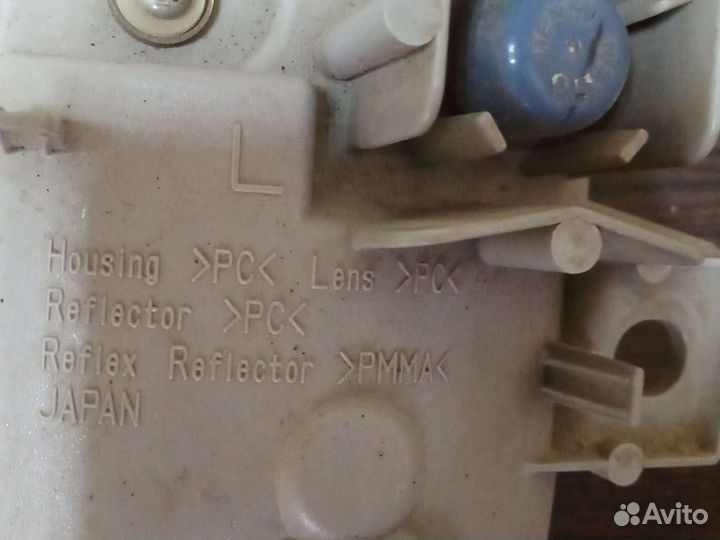 L
Housing >PC< Lens >PC<
Reflector >PC<
Reflex Reflector >PMMA<
JAPAN
Avito